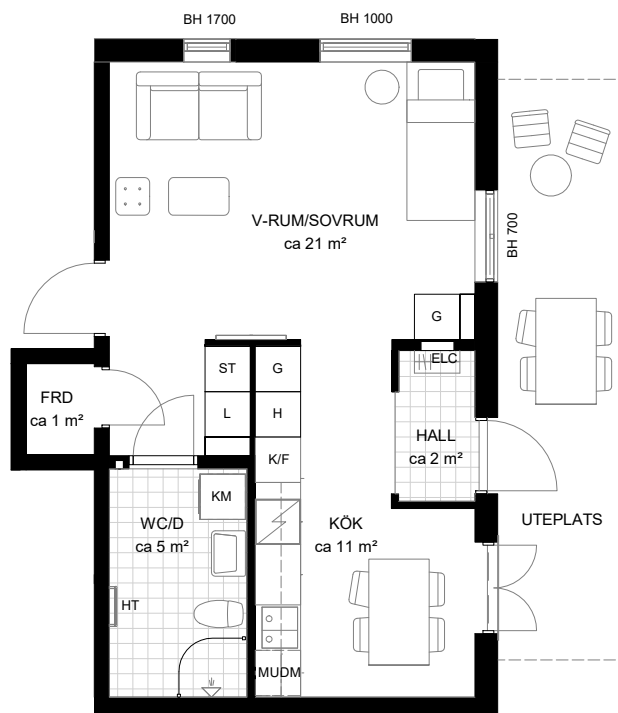 BH 1700
BH 1000
V-RUM/SOVRUM
ca 21 m²
BH 700
G
ELC
ST
G
FRD
ca 1 m²
L
H
HALL
ca 2 m²
K/F
KM
WC/D
ca 5 m²
KÖK
ca 11 m²
UTEPLATS
HT
MUDM